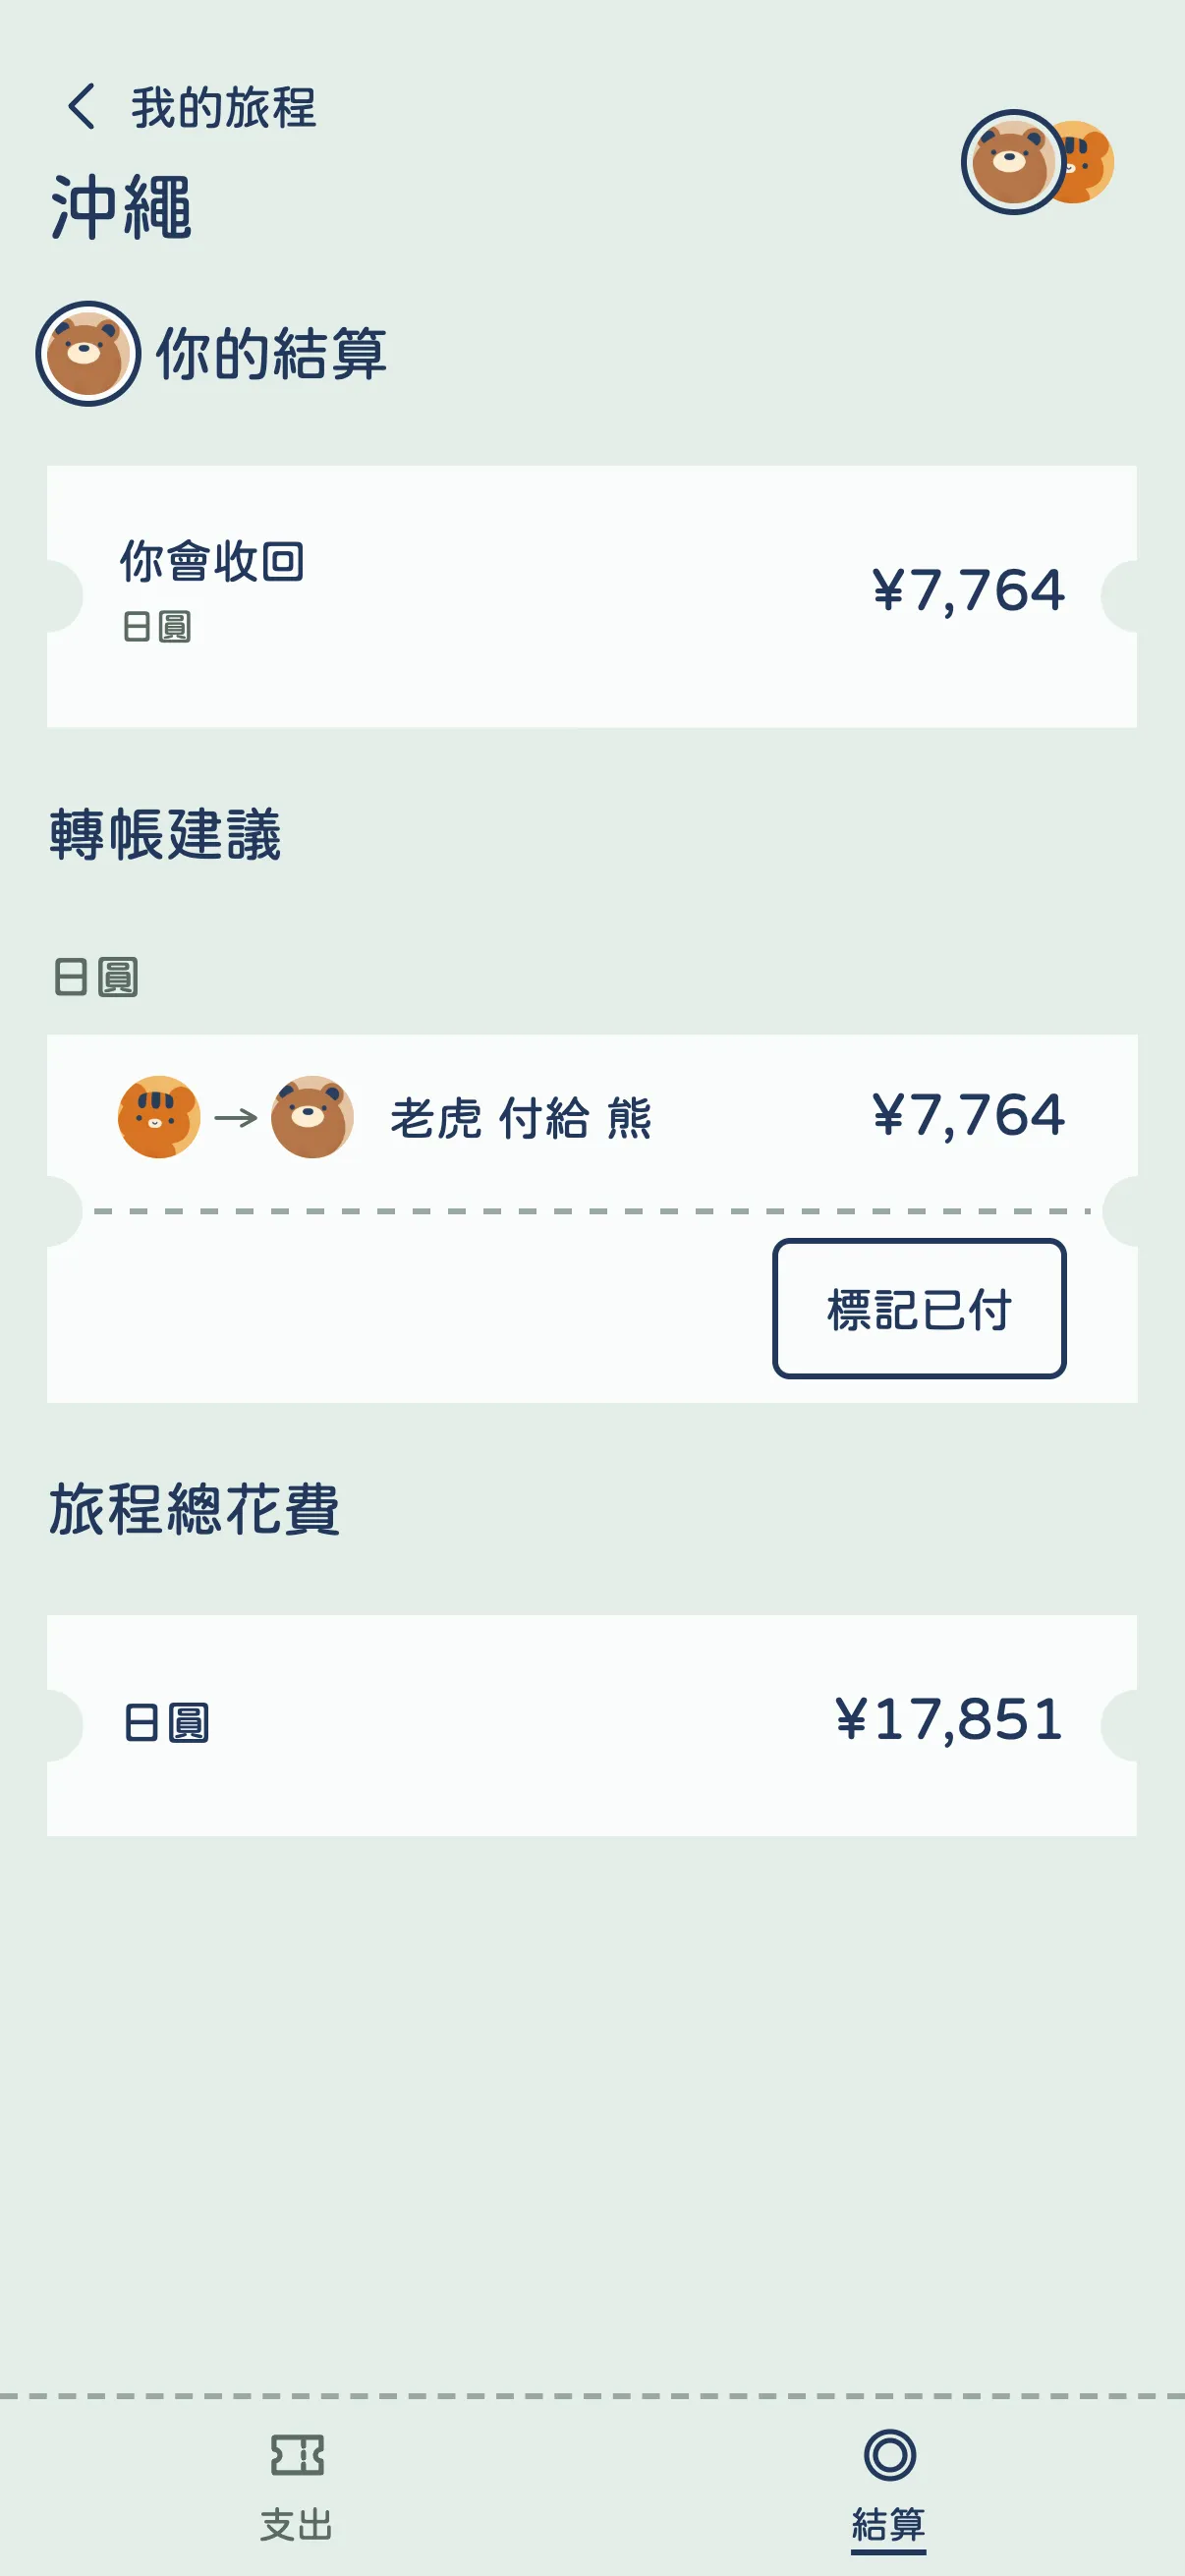 我的旅程
沖繩
你的結算
你會收回
日圓
¥7,764
轉帳建議
日圓
老虎 付給 熊
¥7,764
標記已付
旅程總花費
日圓
¥17,851
支出
結算